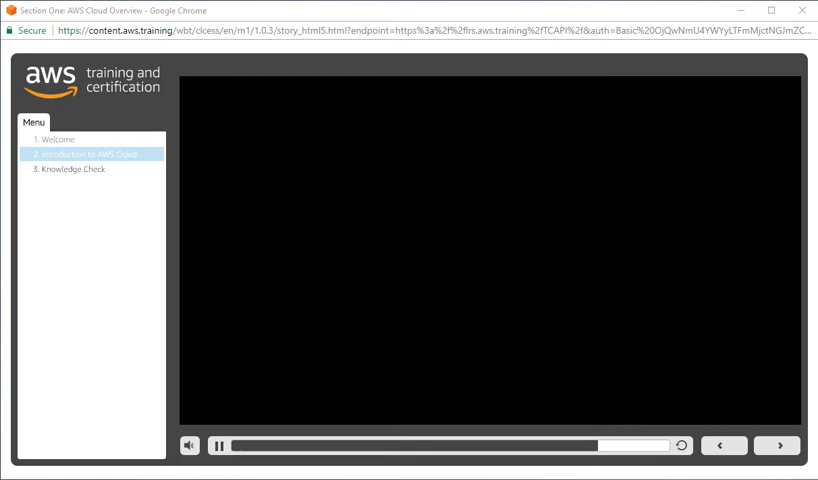 Section One: AWS Cloud Overview - Google Chrome
Secure
https://content.aws.training/wbt/clcess/en/m1/1.0.3/story_html5.html?endpoint=https%3a%2f%2flrs.aws.training%2fTCAPI%2f&auth=Basic%20OjQwNmU4YWYyLTFmMjctNGJmZC...
aws training and
certification
Menu
1. Welcome
2. Introduction to AWS Cloud
3. Knowledge Check